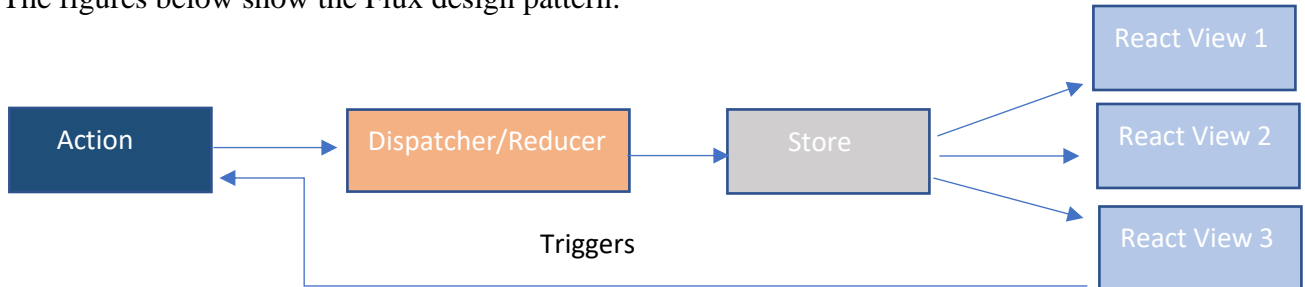 The figures below show the Flux design pattern.
React View 1
Action
Dispatcher/Reducer
Store
React View 2
React View 3
Triggers